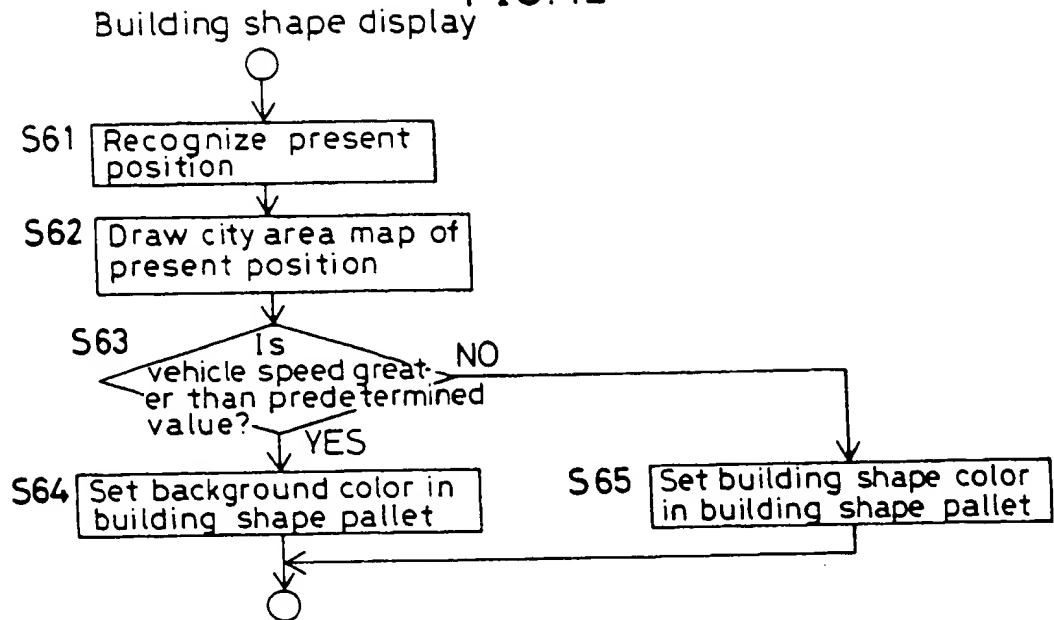 Building shape display
S61
Recognize present
position
S62
Draw city area map of
present position
S63
Is
vehicle speed great-
er than predetermined
value?
NO
YES
S64
Set background color in
building shape pallet
S65
Set building shape color
in building shape pallet